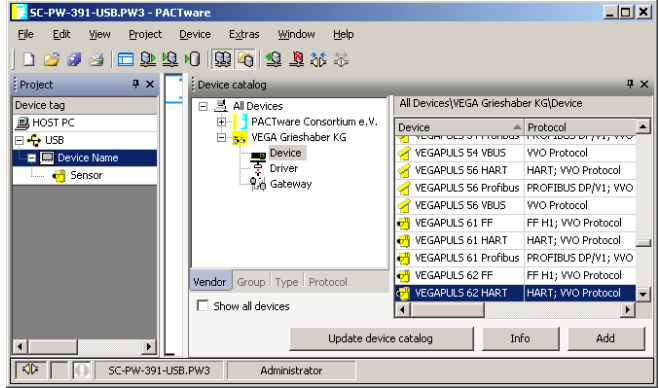 SC-PW-391-USB.PW3 - PACTware
File Edit View Project Device Extras Window Help
Project
Device tag
HOST PC
USB
Device Name
Sensor
Device catalog
All Devices
PACTware Consortium e.V.
VEGA Grieshaber KG
Device
Driver
Gateway
Vendor Group Type Protocol
Show all devices
All Devices\VEGA Grieshaber KG\Device
Device Protocol
VEGAPULS 54 VBUS VVO Protocol
VEGAPULS 56 HART HART; VVO Protocol
VEGAPULS 56 Profibus PROFIBUS DP/V1; VVO
VEGAPULS 56 VBUS VVO Protocol
VEGAPULS 61 FF FF H1; VVO Protocol
VEGAPULS 61 HART HART; VVO Protocol
VEGAPULS 61 Profibus PROFIBUS DP/V1; VVO
VEGAPULS 62 FF FF H1; VVO Protocol
VEGAPULS 62 HART HART; VVO Protocol
Update device catalog Info Add
SC-PW-391-USB.PW3 Administrator